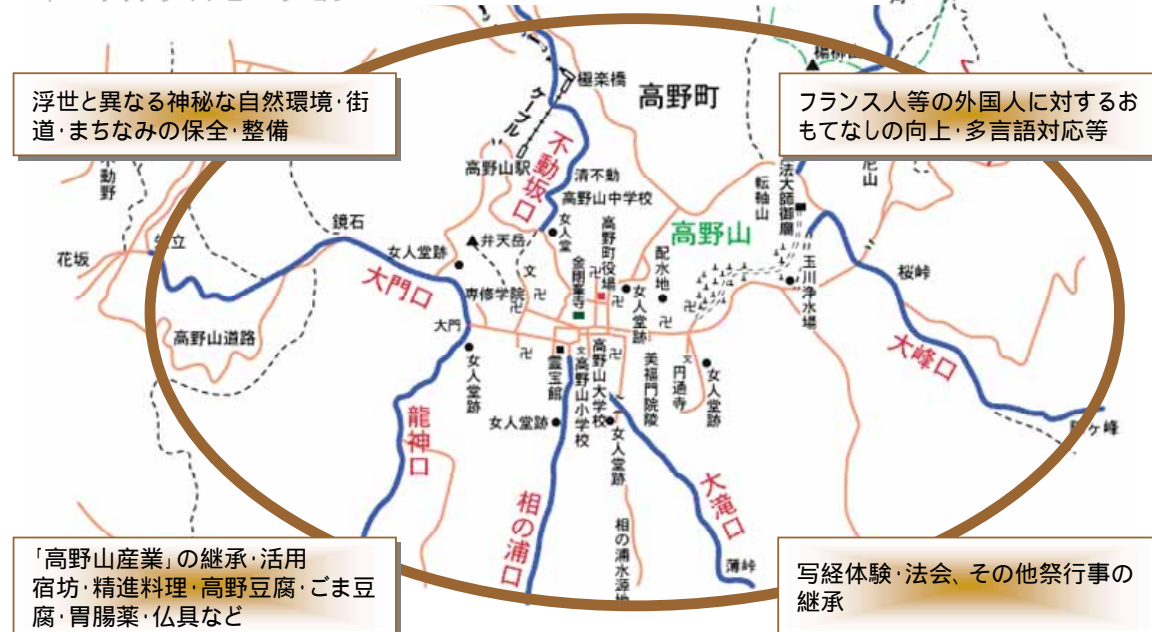 浮世と異なる神秘な自然環境・街
道・まちなみの保全・整備
フランス人等の外国人に対するお
もてなしの向上・多言語対応等
極楽橋
ケーブル
高野町
高野山駅
不動坂口
清不動
高野山中学校
女人堂
高野町役場
高野山
転軸山
法大師御廟
尼山
不動野
鏡石
花坂
女人堂跡
弁天岳
大門口
文
金剛峯寺
配水地
玉川浄水場
桜峠
専修学院
女人堂跡
大門
高野山道路
大峰口
女人堂跡
霊宝館
文
高野山小学校
高野山大学校
美福門院陵
文
円通寺
女人堂跡
女人堂跡
女人堂跡
龍神口
相の浦口
大滝口
相の浦水源地
薄峠
ヶ峰
「高野山産業」の継承・活用
宿坊・精進料理・高野豆腐・ごま豆
腐・胃腸薬・仏具など
写経体験・法会、その他祭行事の
継承